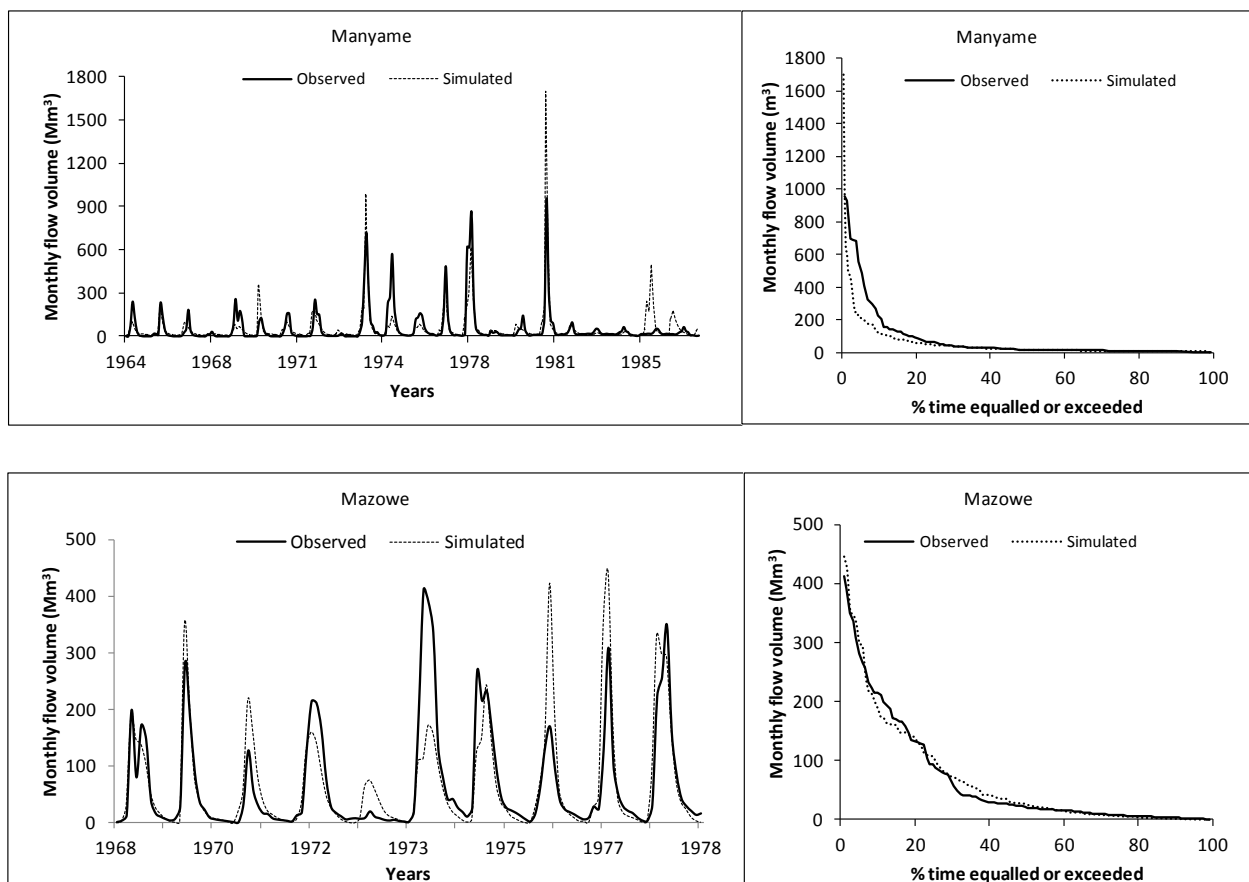 Manyame
Observed
Simulated
Monthly flow volume (Mm³)
1800
1500
1200
900
600
300
0
1964 1968 1971 1974 1978 1981 1985
Years
Manyame
Observed
Simulated
Monthly flow volume (m³)
1800
1600
1400
1200
1000
800
600
400
200
0
0 20 40 60 80 100
% time equalled or exceeded
Mazowe
Observed
Simulated
Monthly flow volume (Mm³)
500
400
300
200
100
0
1968 1970 1972 1973 1975 1977 1978
Years
Mazowe
Observed
Simulated
Monthly flow volume (Mm³)
500
400
300
200
100
0
0 20 40 60 80 100
% time equalled or exceeded